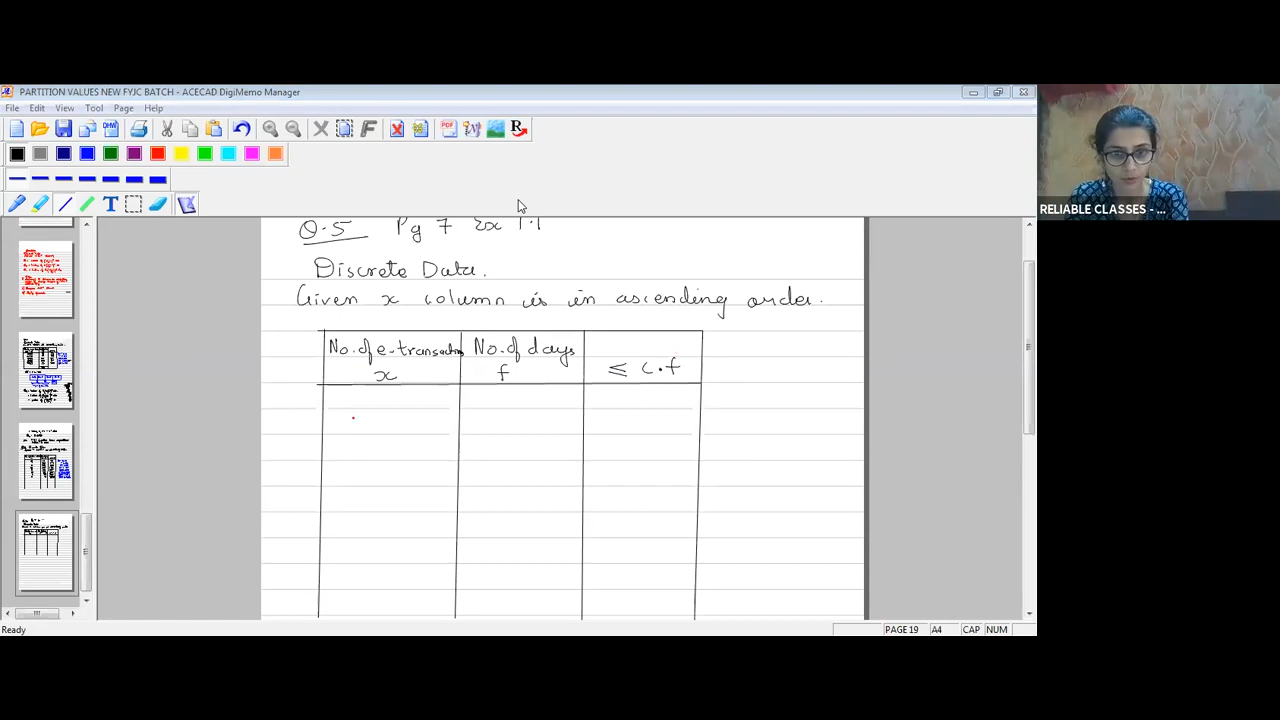 PARTITION VALUES NEW FYJC BATCH - ACECAD DigiMemo Manager
File Edit View Tool Page Help
Q.5 Pg 7 Ex 1.1
Discrete Data.
Given x column is in ascending order.
No. of e-transactions No. of days
x f ≤ c.f
RELIABLE CLASSES - ...
Ready PAGE 19 A4 CAP NUM